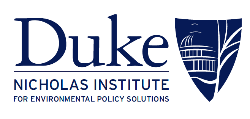 Duke
NICHOLAS INSTITUTE
FOR ENVIRONMENTAL POLICY SOLUTIONS